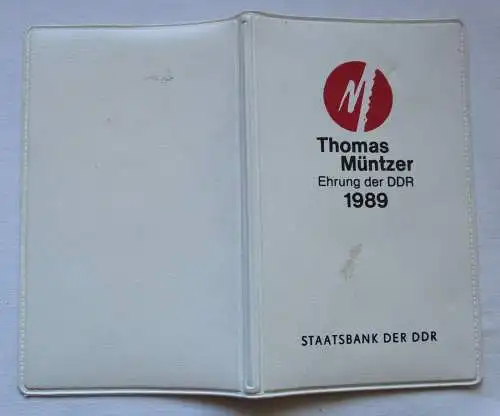 Thomas
Müntzer
Ehrung der DDR
1989
STAATSBANK DER DDR